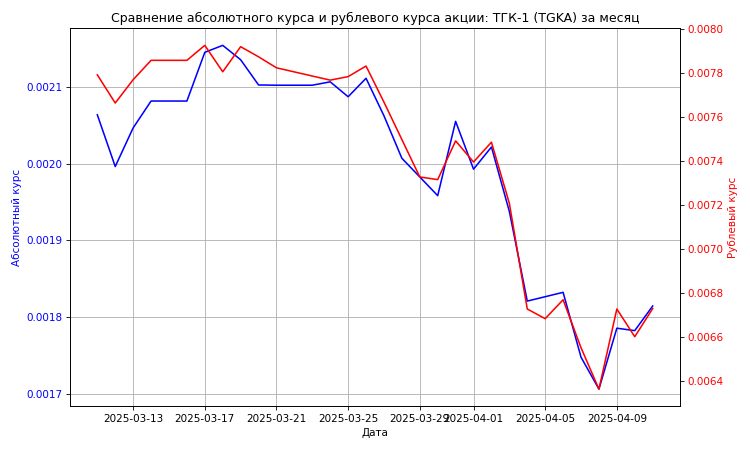 Сравнение абсолютного курса и рублевого курса акции: ТГК-1 (TGKA) за месяц
Абсолютный курс
0.0021
0.0020
0.0019
0.0018
0.0017
0.0080
0.0078
0.0076
0.0074
0.0072
0.0070
0.0068
0.0066
0.0064
Рублевый курс
2025-03-13 2025-03-17 2025-03-21 2025-03-25 2025-03-29 2025-04-01 2025-04-05 2025-04-09
Дата